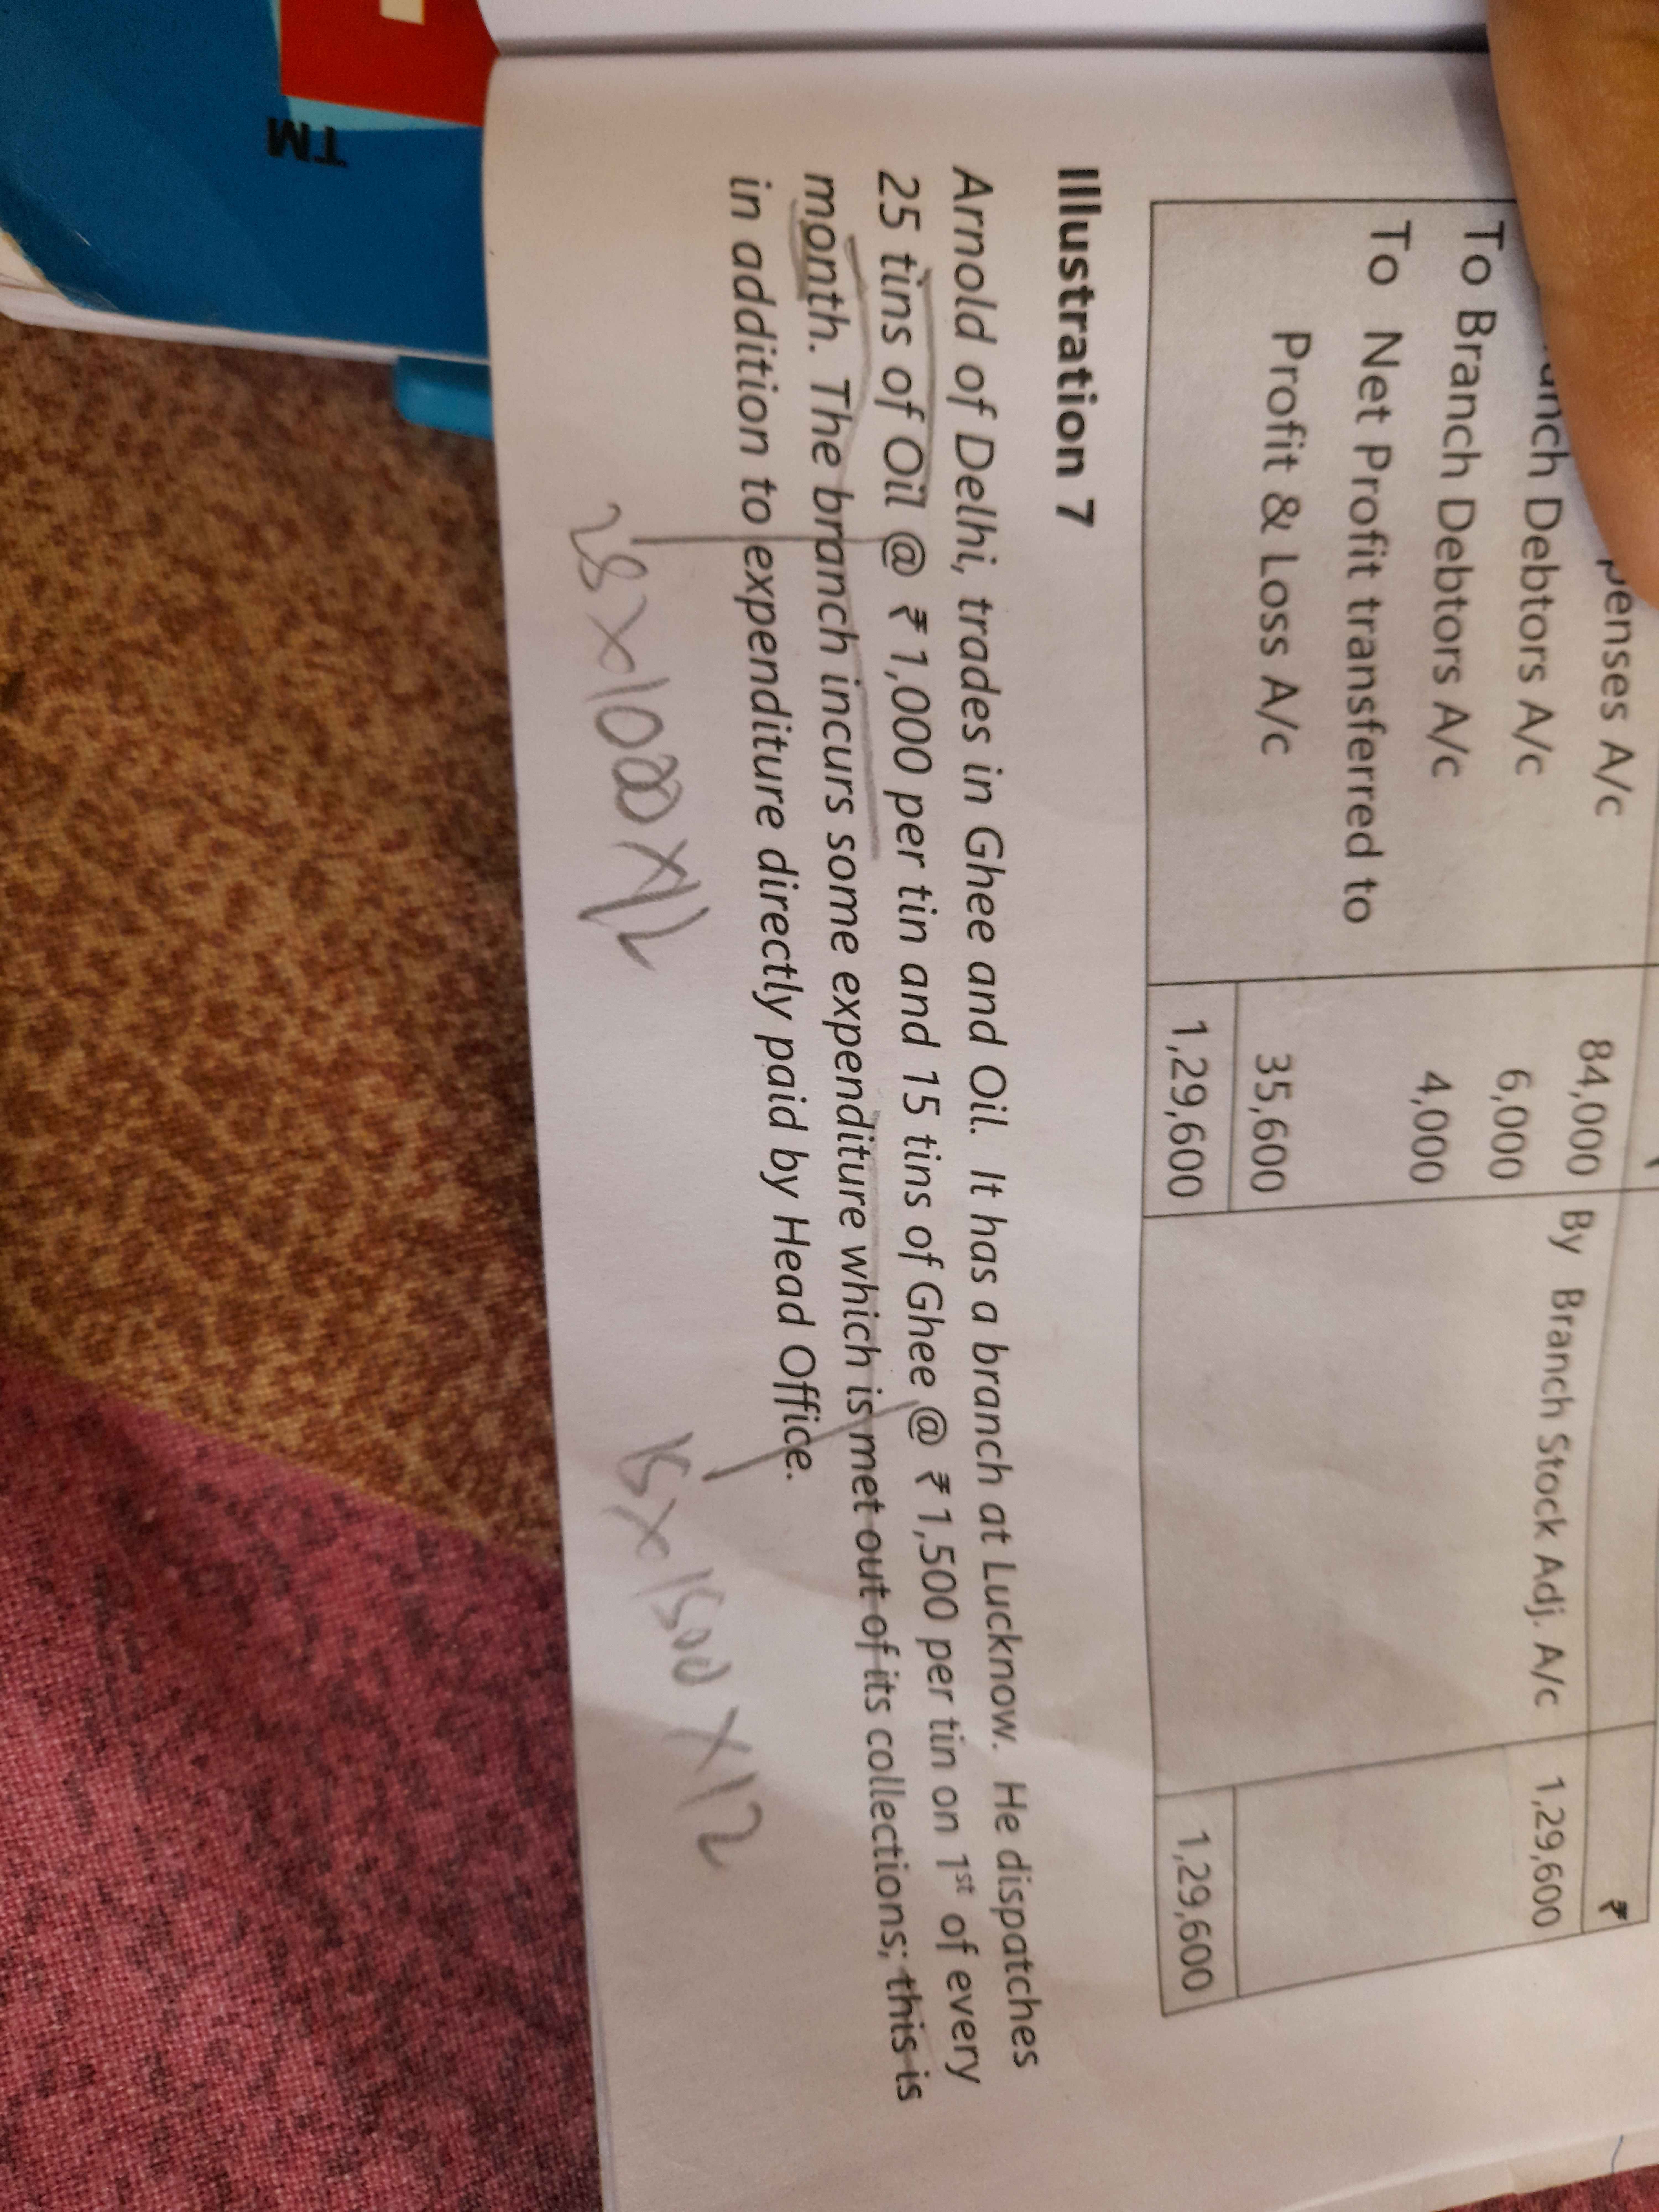 TM
penses A/c 84,000 By Branch Stock Adj. A/c 1,29,600
₹
nch Debtors A/c 6,000
To Branch Debtors A/c 4,000
To Net Profit transferred to
Profit & Loss A/c 35,600
1,29,600 1,29,600
Illustration 7
Arnold of Delhi, trades in Ghee and Oil. It has a branch at Lucknow. He dispatches
25 tins of Oil @ ₹ 1,000 per tin and 15 tins of Ghee @ ₹ 1,500 per tin on 1st of every
month. The branch incurs some expenditure which is met out of its collections; this is
in addition to expenditure directly paid by Head Office.
25×1000×12
15×1500×12